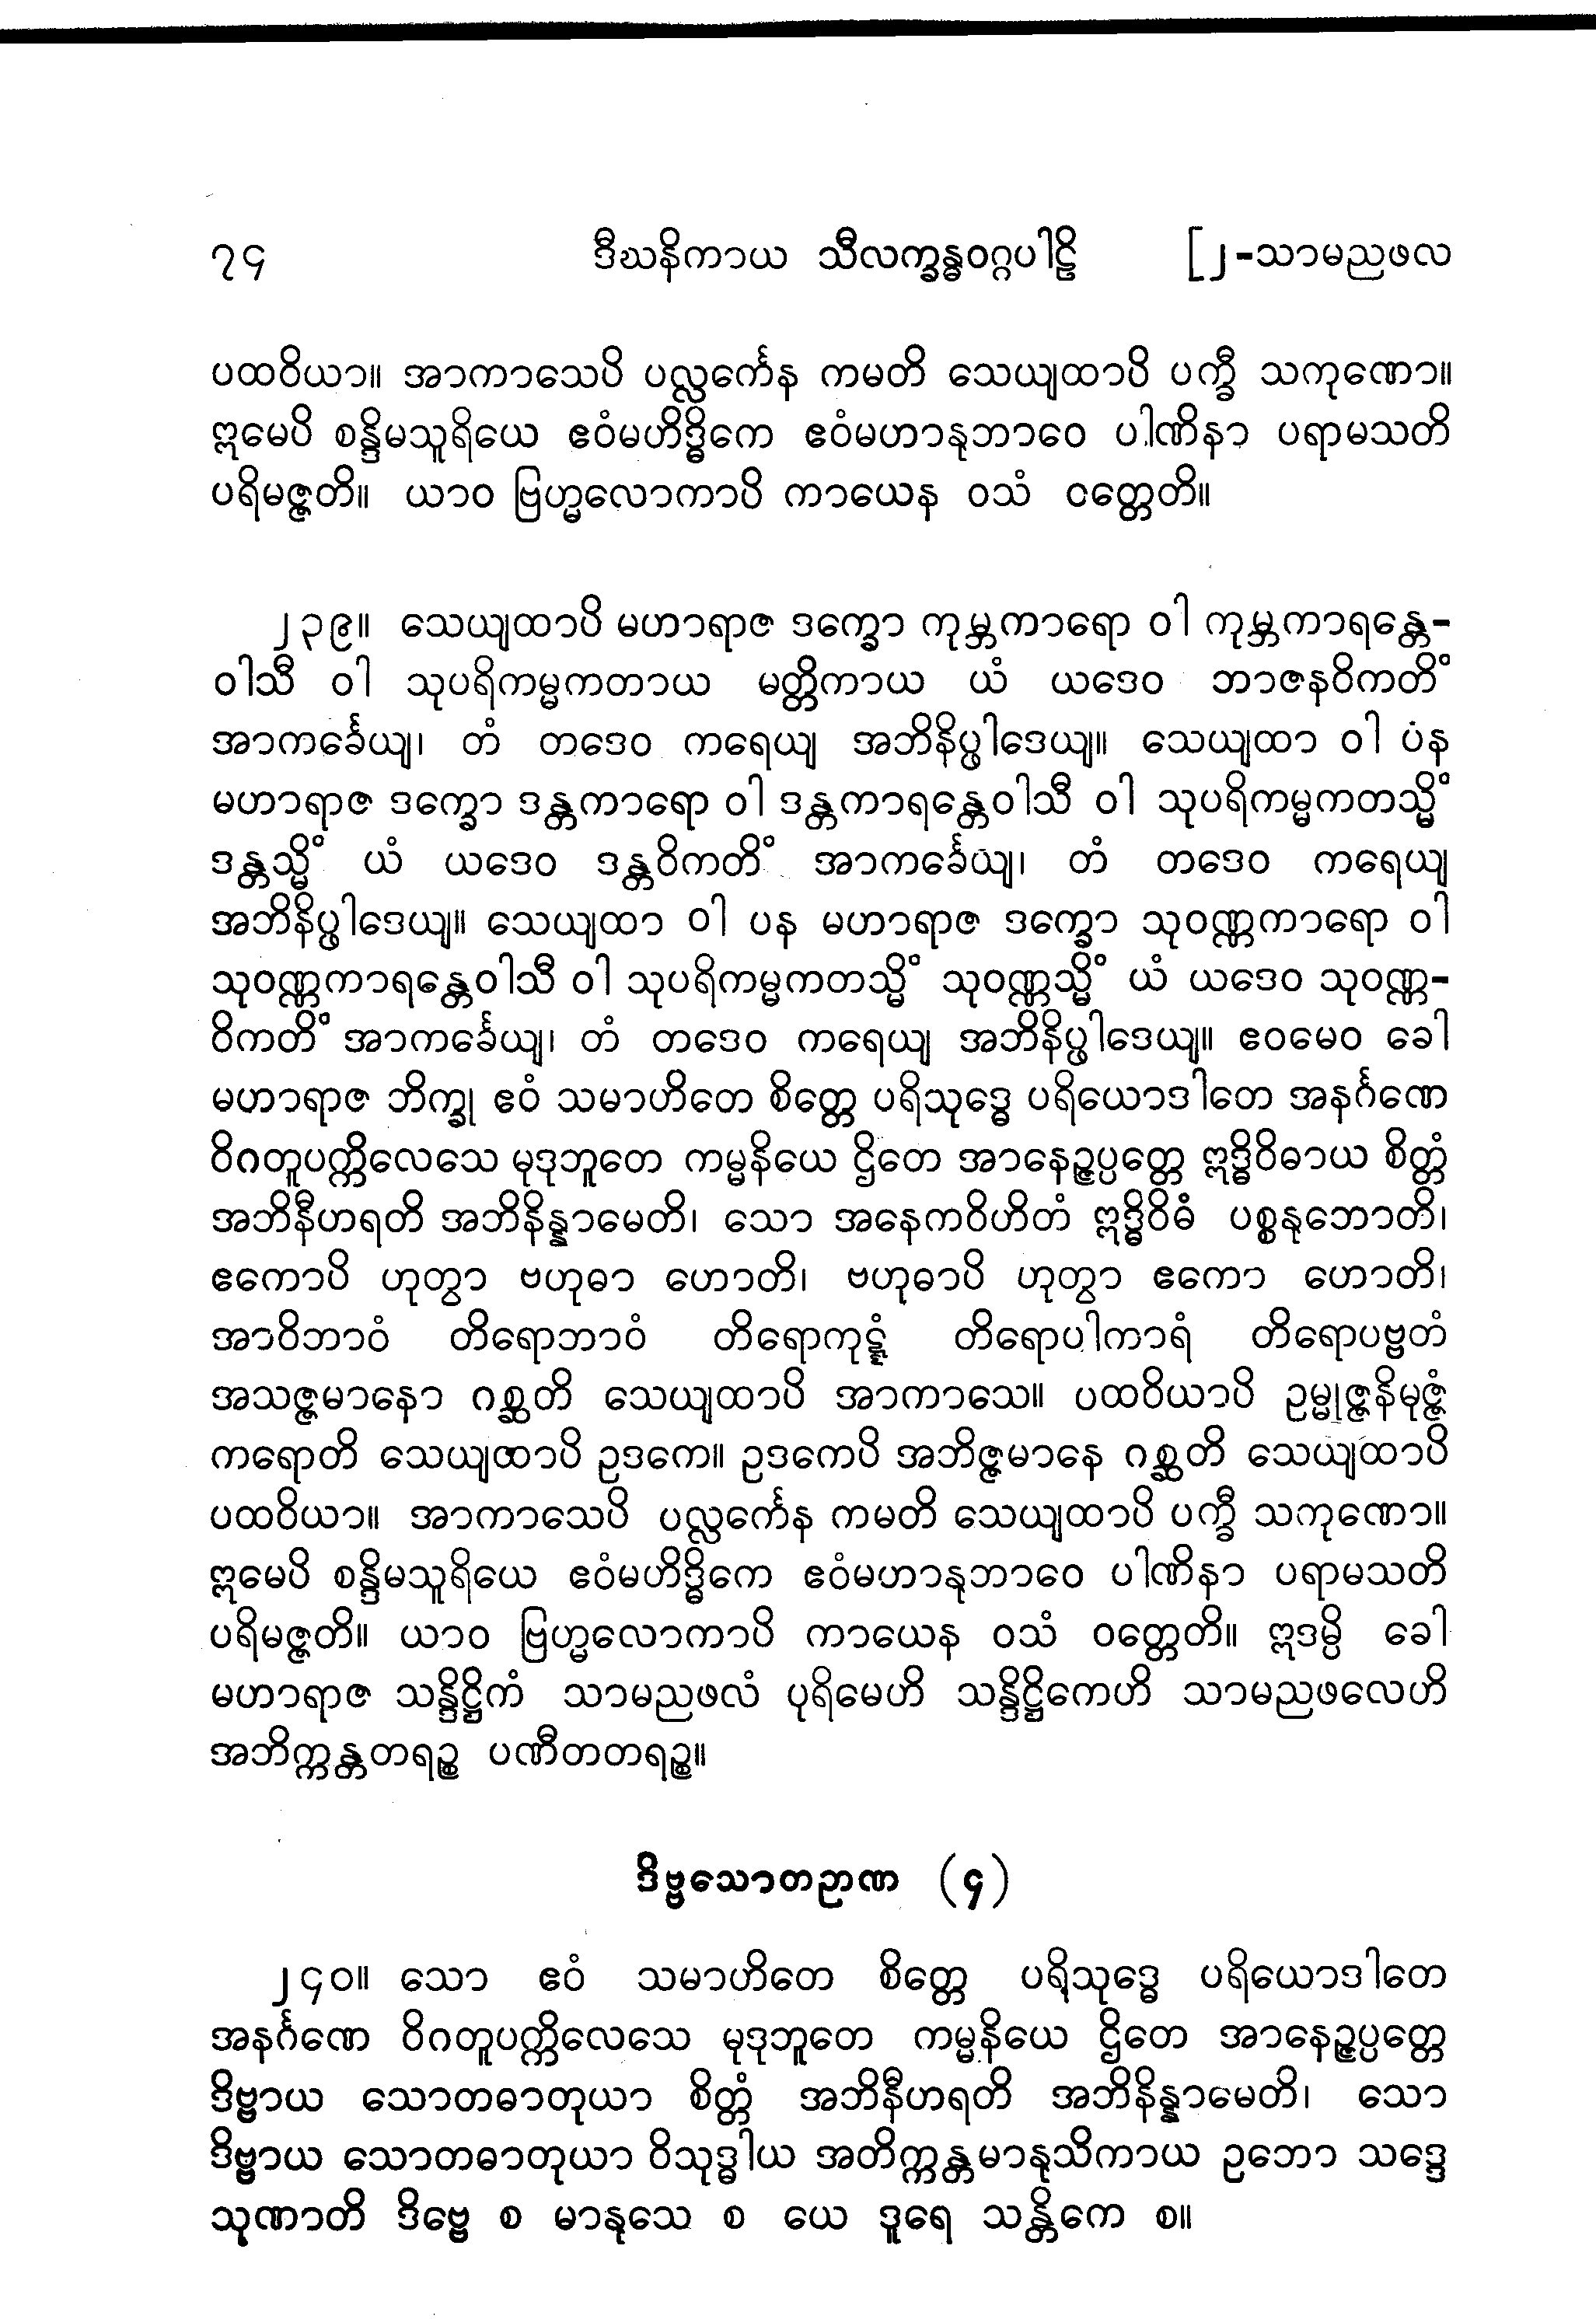 ၇၄ ဒီဃနိကာယ သီလက္ခန္ဓဝဂ္ဂပါဠိ [၂-သာမညဖလ
ပထဝိယာ။ အာကာသေပိ ပလ္လင်္ကေန ကမတိ သေယျထာပိ ပက္ခီ သကုဏော။
ဣမေပိ စန္ဒိမသူရိယေ ဧဝံမဟိဒ္ဓိကေ ဧဝံမဟာနုဘာဝေ ပါဏိနာ ပရာမသတိ
ပရိမဇ္ဇတိ။ ယာဝ ဗြဟ္မလောကာပိ ကာယေန ဝသံ ဝတ္တေတိ။
၂၃၉။ သေယျထာပိ မဟာရာဇ ဒက္ခော ကုမ္ဘကာရော ဝါ ကုမ္ဘကာရန္တေ-
ဝါသီ ဝါ သုပရိကမ္မကတာယ မတ္တိကာယ ယံ ယဒေဝ ဘာဇနဝိကတိံ
အာကင်္ခေယျ၊ တံ တဒေဝ ကရေယျ အဘိနိပ္ဖါဒေယျ။ သေယျထာ ဝါ ပန
မဟာရာဇ ဒက္ခော ဒန္တကာရော ဝါ ဒန္တကာရန္တေဝါသီ ဝါ သုပရိကမ္မကတသ္မိံ
ဒန္တသ္မိံ ယံ ယဒေဝ ဒန္တဝိကတိံ အာကင်္ခေယျ၊ တံ တဒေဝ ကရေယျ
အဘိနိပ္ဖါဒေယျ။ သေယျထာ ဝါ ပန မဟာရာဇ ဒက္ခော သုဝဏ္ဏကာရော ဝါ
သုဝဏ္ဏကာရန္တေဝါသီ ဝါ သုပရိကမ္မကတသ္မိံ သုဝဏ္ဏသ္မိံ ယံ ယဒေဝ သုဝဏ္ဏ-
ဝိကတိံ အာကင်္ခေယျ၊ တံ တဒေဝ ကရေယျ အဘိနိပ္ဖါဒေယျ။ ဧဝမေဝ ခေါ
မဟာရာဇ ဘိက္ခု ဧဝံ သမာဟိတေ စိတ္တေ ပရိသုဒ္ဓေ ပရိယောဒါတေ အနင်္ဂဏေ
ဝိဂတူပက္ကိလေသေ မုဒုဘူတေ ကမ္မနိယေ ဌိတေ အာနေဉ္ဇပ္ပတ္တေ ဣဒ္ဓိဝိဓာယ စိတ္တံ
အဘိနီဟရတိ အဘိနိန္နာမေတိ၊ သော အနေကဝိဟိတံ ဣဒ္ဓိဝိဓံ ပစ္စနုဘောတိ၊
ဧကောပိ ဟုတွာ ဗဟုဓာ ဟောတိ၊ ဗဟုဓာပိ ဟုတွာ ဧကော ဟောတိ၊
အာဝိဘာဝံ တိရောဘာဝံ တိရောကုဋ္ဋံ တိရောပါကာရံ တိရောပဗ္ဗတံ
အသဇ္ဇမာနော ဂစ္ဆတိ သေယျထာပိ အာကာသေ။ ပထဝိယာပိ ဥမ္မုဇ္ဇနိမုဇ္ဇံ
ကရောတိ သေယျထာပိ ဥဒကေ။ ဥဒကေပိ အဘိဇ္ဇမာနေ ဂစ္ဆတိ သေယျထာပိ
ပထဝိယာ။ အာကာသေပိ ပလ္လင်္ကေန ကမတိ သေယျထာပိ ပက္ခီ သကုဏော။
ဣမေပိ စန္ဒိမသူရိယေ ဧဝံမဟိဒ္ဓိကေ ဧဝံမဟာနုဘာဝေ ပါဏိနာ ပရာမသတိ
ပရိမဇ္ဇတိ။ ယာဝ ဗြဟ္မလောကာပိ ကာယေန ဝသံ ဝတ္တေတိ။ ဣဒမ္ပိ ခေါ
မဟာရာဇ သန္ဒိဋ္ဌိကံ သာမညဖလံ ပုရိမေဟိ သန္ဒိဋ္ဌိကေဟိ သာမညဖလေဟိ
အဘိက္ကန္တတရဉ္စ ပဏီတတရဉ္စ။
ဒိဗ္ဗသောတဉာဏ (၄)
၂၄၀။ သော ဧဝံ သမာဟိတေ စိတ္တေ ပရိသုဒ္ဓေ ပရိယောဒါတေ
အနင်္ဂဏေ ဝိဂတူပက္ကိလေသေ မုဒုဘူတေ ကမ္မနိယေ ဌိတေ အာနေဉ္ဇပ္ပတ္တေ
ဒိဗ္ဗာယ သောတဓာတုယာ စိတ္တံ အဘိနီဟရတိ အဘိနိန္နာမေတိ၊ သော
ဒိဗ္ဗာယ သောတဓာတုယာ ဝိသုဒ္ဓါယ အတိက္ကန္တမာနုသိကာယ ဥဘော သဒ္ဒေ
သုဏာတိ ဒိဗ္ဗေ စ မာနုသေ စ ယေ ဒူရေ သန္တိကေ စ။